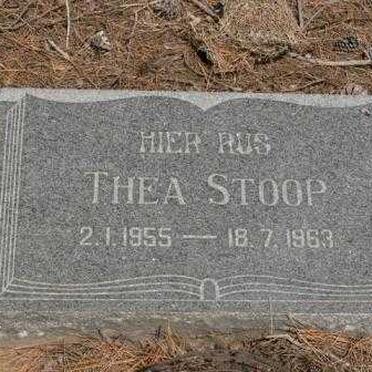 HIER RUS
THEA STOOP
2.1.1955 — 18.7.1963